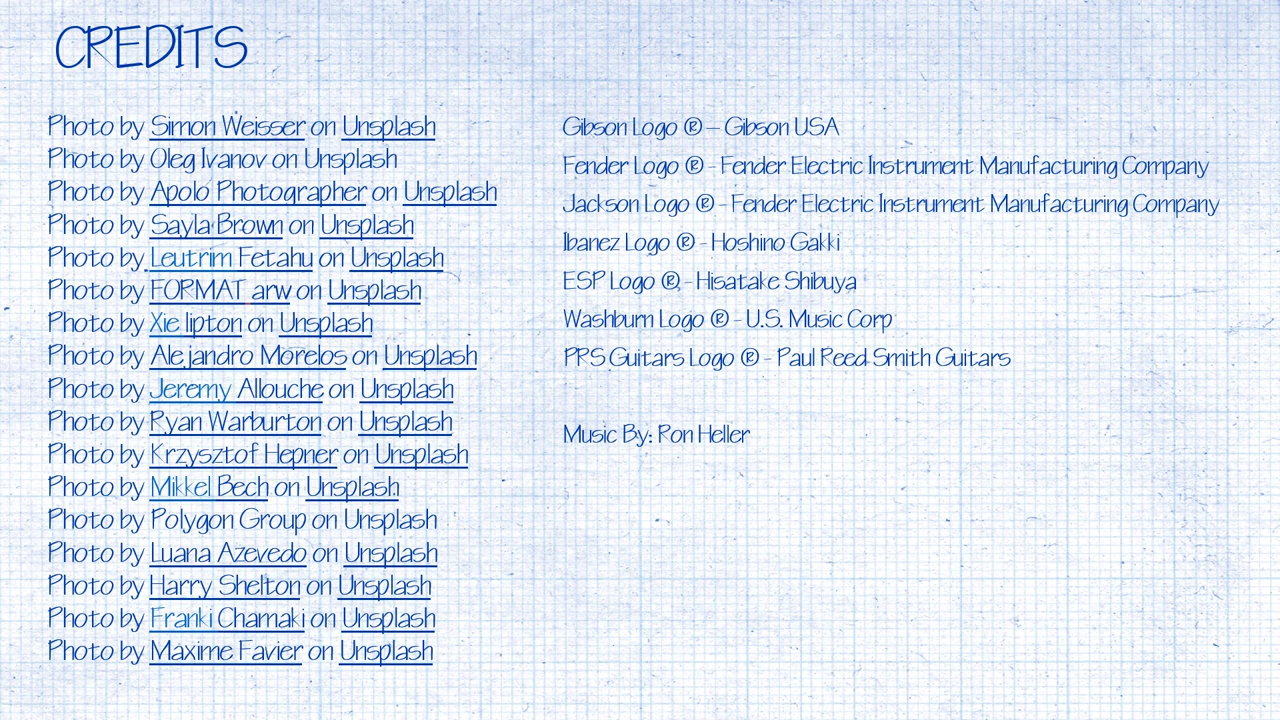 CREDITS
Photo by Simon Weisser on Unsplash
Photo by Oleg Ivanov on Unsplash
Photo by Apolo Photographer on Unsplash
Photo by Sayla Brown on Unsplash
Photo by Leutrim Fetahu on Unsplash
Photo by FORMAT arw on Unsplash
Photo by Xie lipton on Unsplash
Photo by Alejandro Morelos on Unsplash
Photo by Jeremy Allouche on Unsplash
Photo by Ryan Warburton on Unsplash
Photo by Krzysztof Hepner on Unsplash
Photo by Mikkel Bech on Unsplash
Photo by Polygon Group on Unsplash
Photo by Luana Azevedo on Unsplash
Photo by Harry Shelton on Unsplash
Photo by Franki Chamaki on Unsplash
Photo by Maxime Favier on Unsplash
Gibson Logo ® – Gibson USA
Fender Logo ® - Fender Electric Instrument Manufacturing Company
Jackson Logo ® - Fender Electric Instrument Manufacturing Company
Ibanez Logo ® - Hoshino Gakki
ESP Logo ® - Hisatake Shibuya
Washburn Logo ® - U.S. Music Corp
PRS Guitars Logo ® - Paul Reed Smith Guitars
Music By: Ron Heller